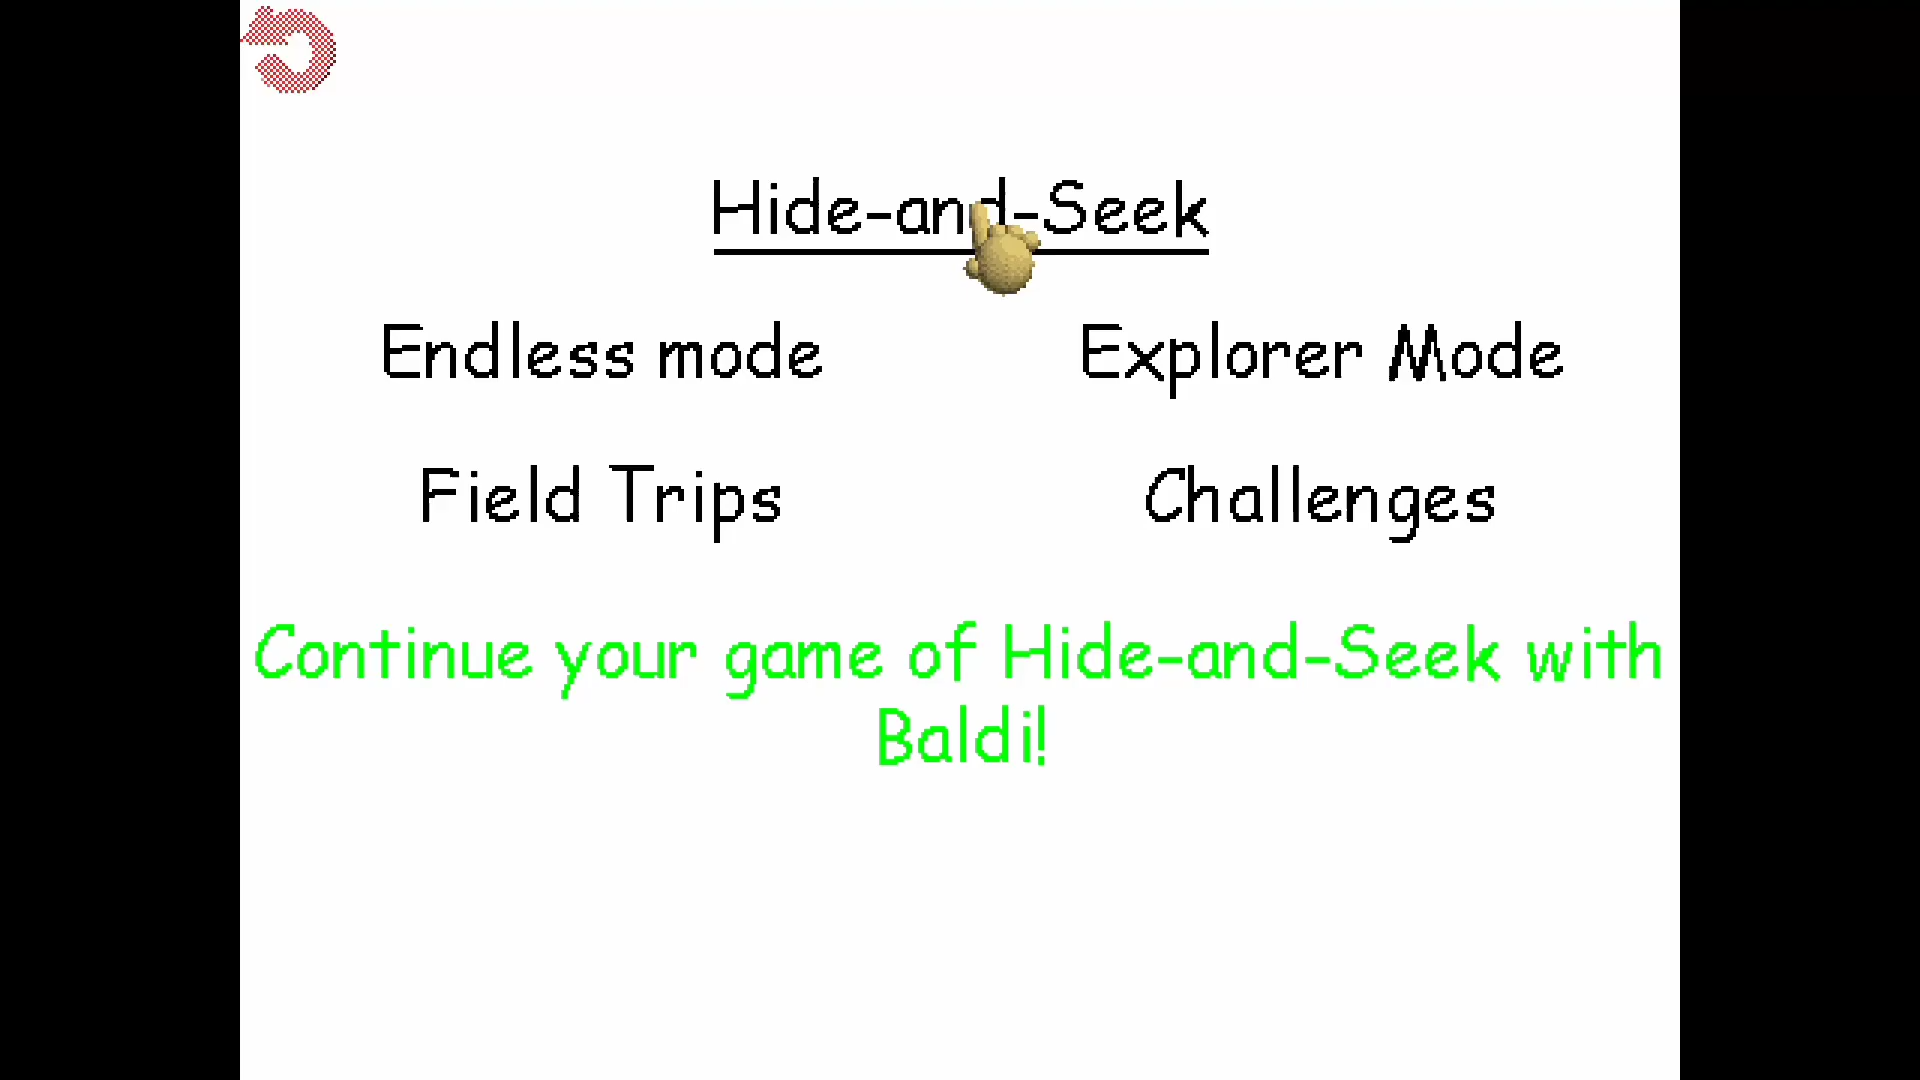 Hide-and-Seek
Endless mode
Explorer Mode
Field Trips
Challenges
Continue your game of Hide-and-Seek with
Baldi!